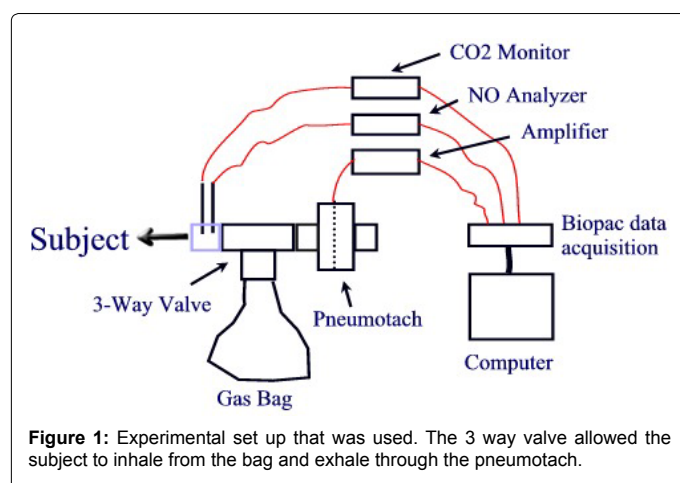 CO2 Monitor
NO Analyzer
Amplifier
Subject
Biopac data
acquisition
3-Way Valve
Pneumotach
Computer
Gas Bag
Figure 1: Experimental set up that was used. The 3 way valve allowed the
subject to inhale from the bag and exhale through the pneumotach.